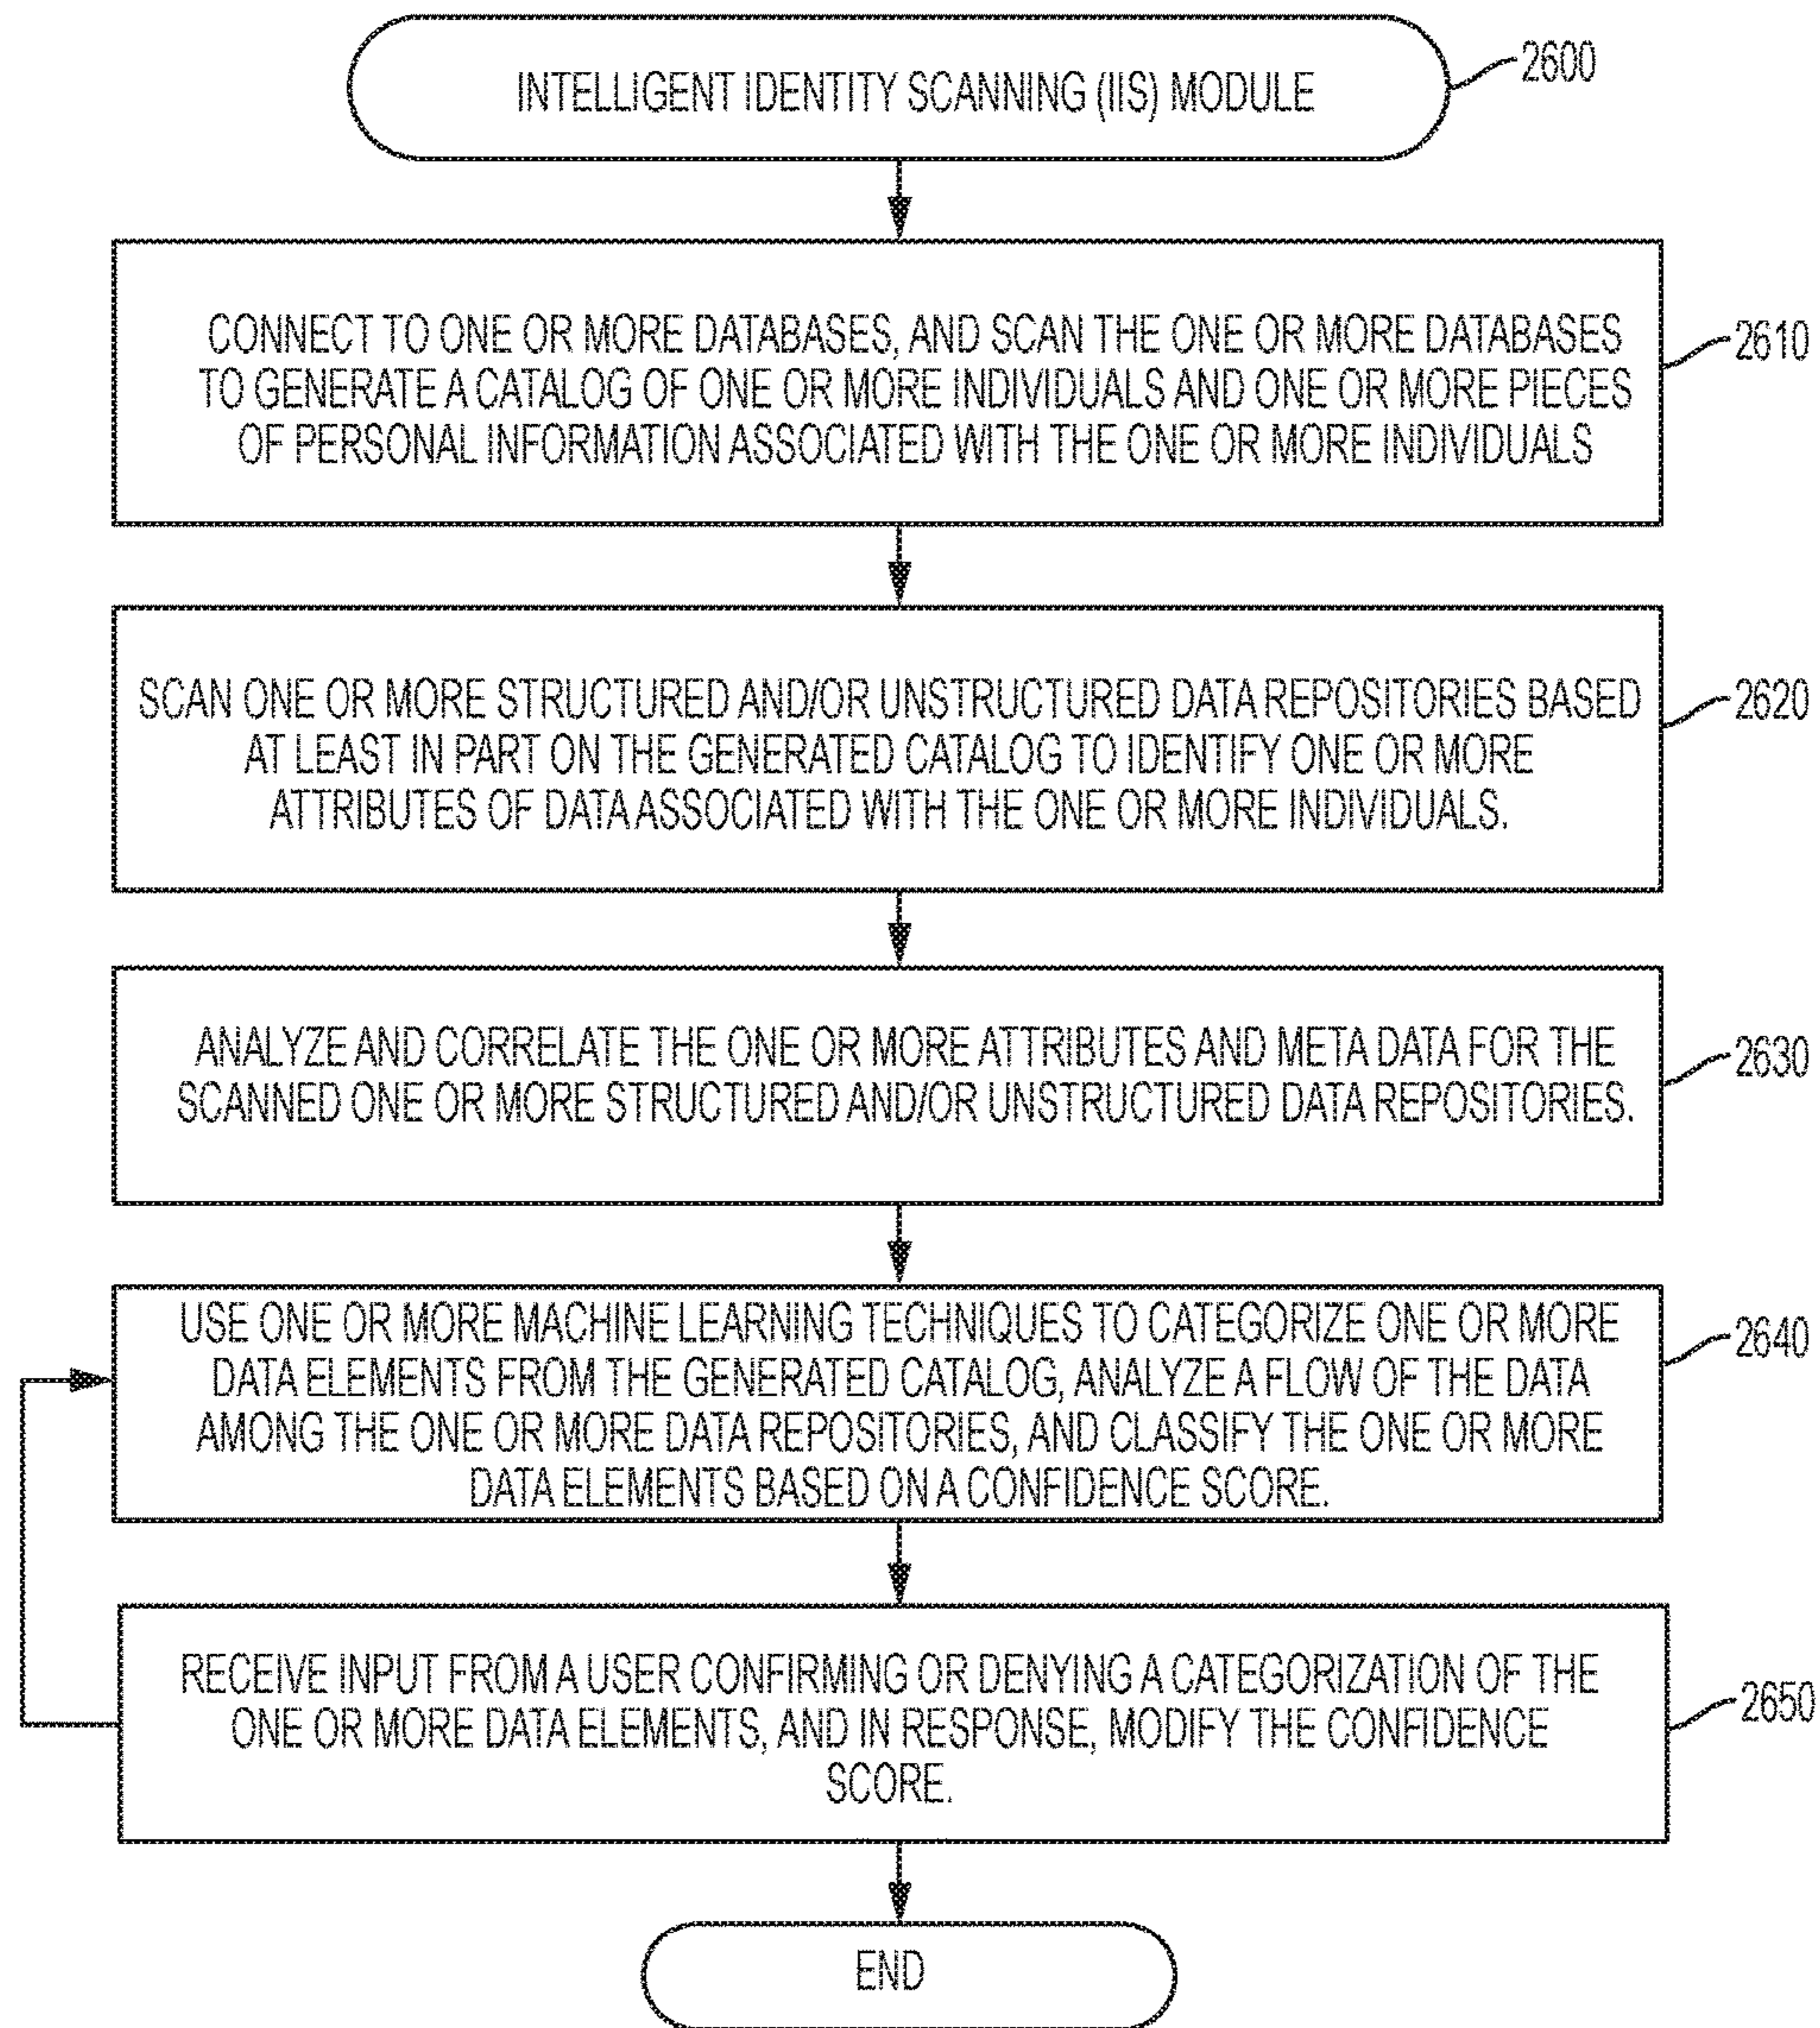 INTELLIGENT IDENTITY SCANNING (IIS) MODULE
2600
CONNECT TO ONE OR MORE DATABASES, AND SCAN THE ONE OR MORE DATABASES
TO GENERATE A CATALOG OF ONE OR MORE INDIVIDUALS AND ONE OR MORE PIECES
OF PERSONAL INFORMATION ASSOCIATED WITH THE ONE OR MORE INDIVIDUALS
2610
SCAN ONE OR MORE STRUCTURED AND/OR UNSTRUCTURED DATA REPOSITORIES BASED
AT LEAST IN PART ON THE GENERATED CATALOG TO IDENTIFY ONE OR MORE
ATTRIBUTES OF DATA ASSOCIATED WITH THE ONE OR MORE INDIVIDUALS.
2620
ANALYZE AND CORRELATE THE ONE OR MORE ATTRIBUTES AND META DATA FOR THE
SCANNED ONE OR MORE STRUCTURED AND/OR UNSTRUCTURED DATA REPOSITORIES.
2630
USE ONE OR MORE MACHINE LEARNING TECHNIQUES TO CATEGORIZE ONE OR MORE
DATA ELEMENTS FROM THE GENERATED CATALOG, ANALYZE A FLOW OF THE DATA
AMONG THE ONE OR MORE DATA REPOSITORIES, AND CLASSIFY THE ONE OR MORE
DATA ELEMENTS BASED ON A CONFIDENCE SCORE.
2640
RECEIVE INPUT FROM A USER CONFIRMING OR DENYING A CATEGORIZATION OF THE
ONE OR MORE DATA ELEMENTS, AND IN RESPONSE, MODIFY THE CONFIDENCE
SCORE.
2650
END